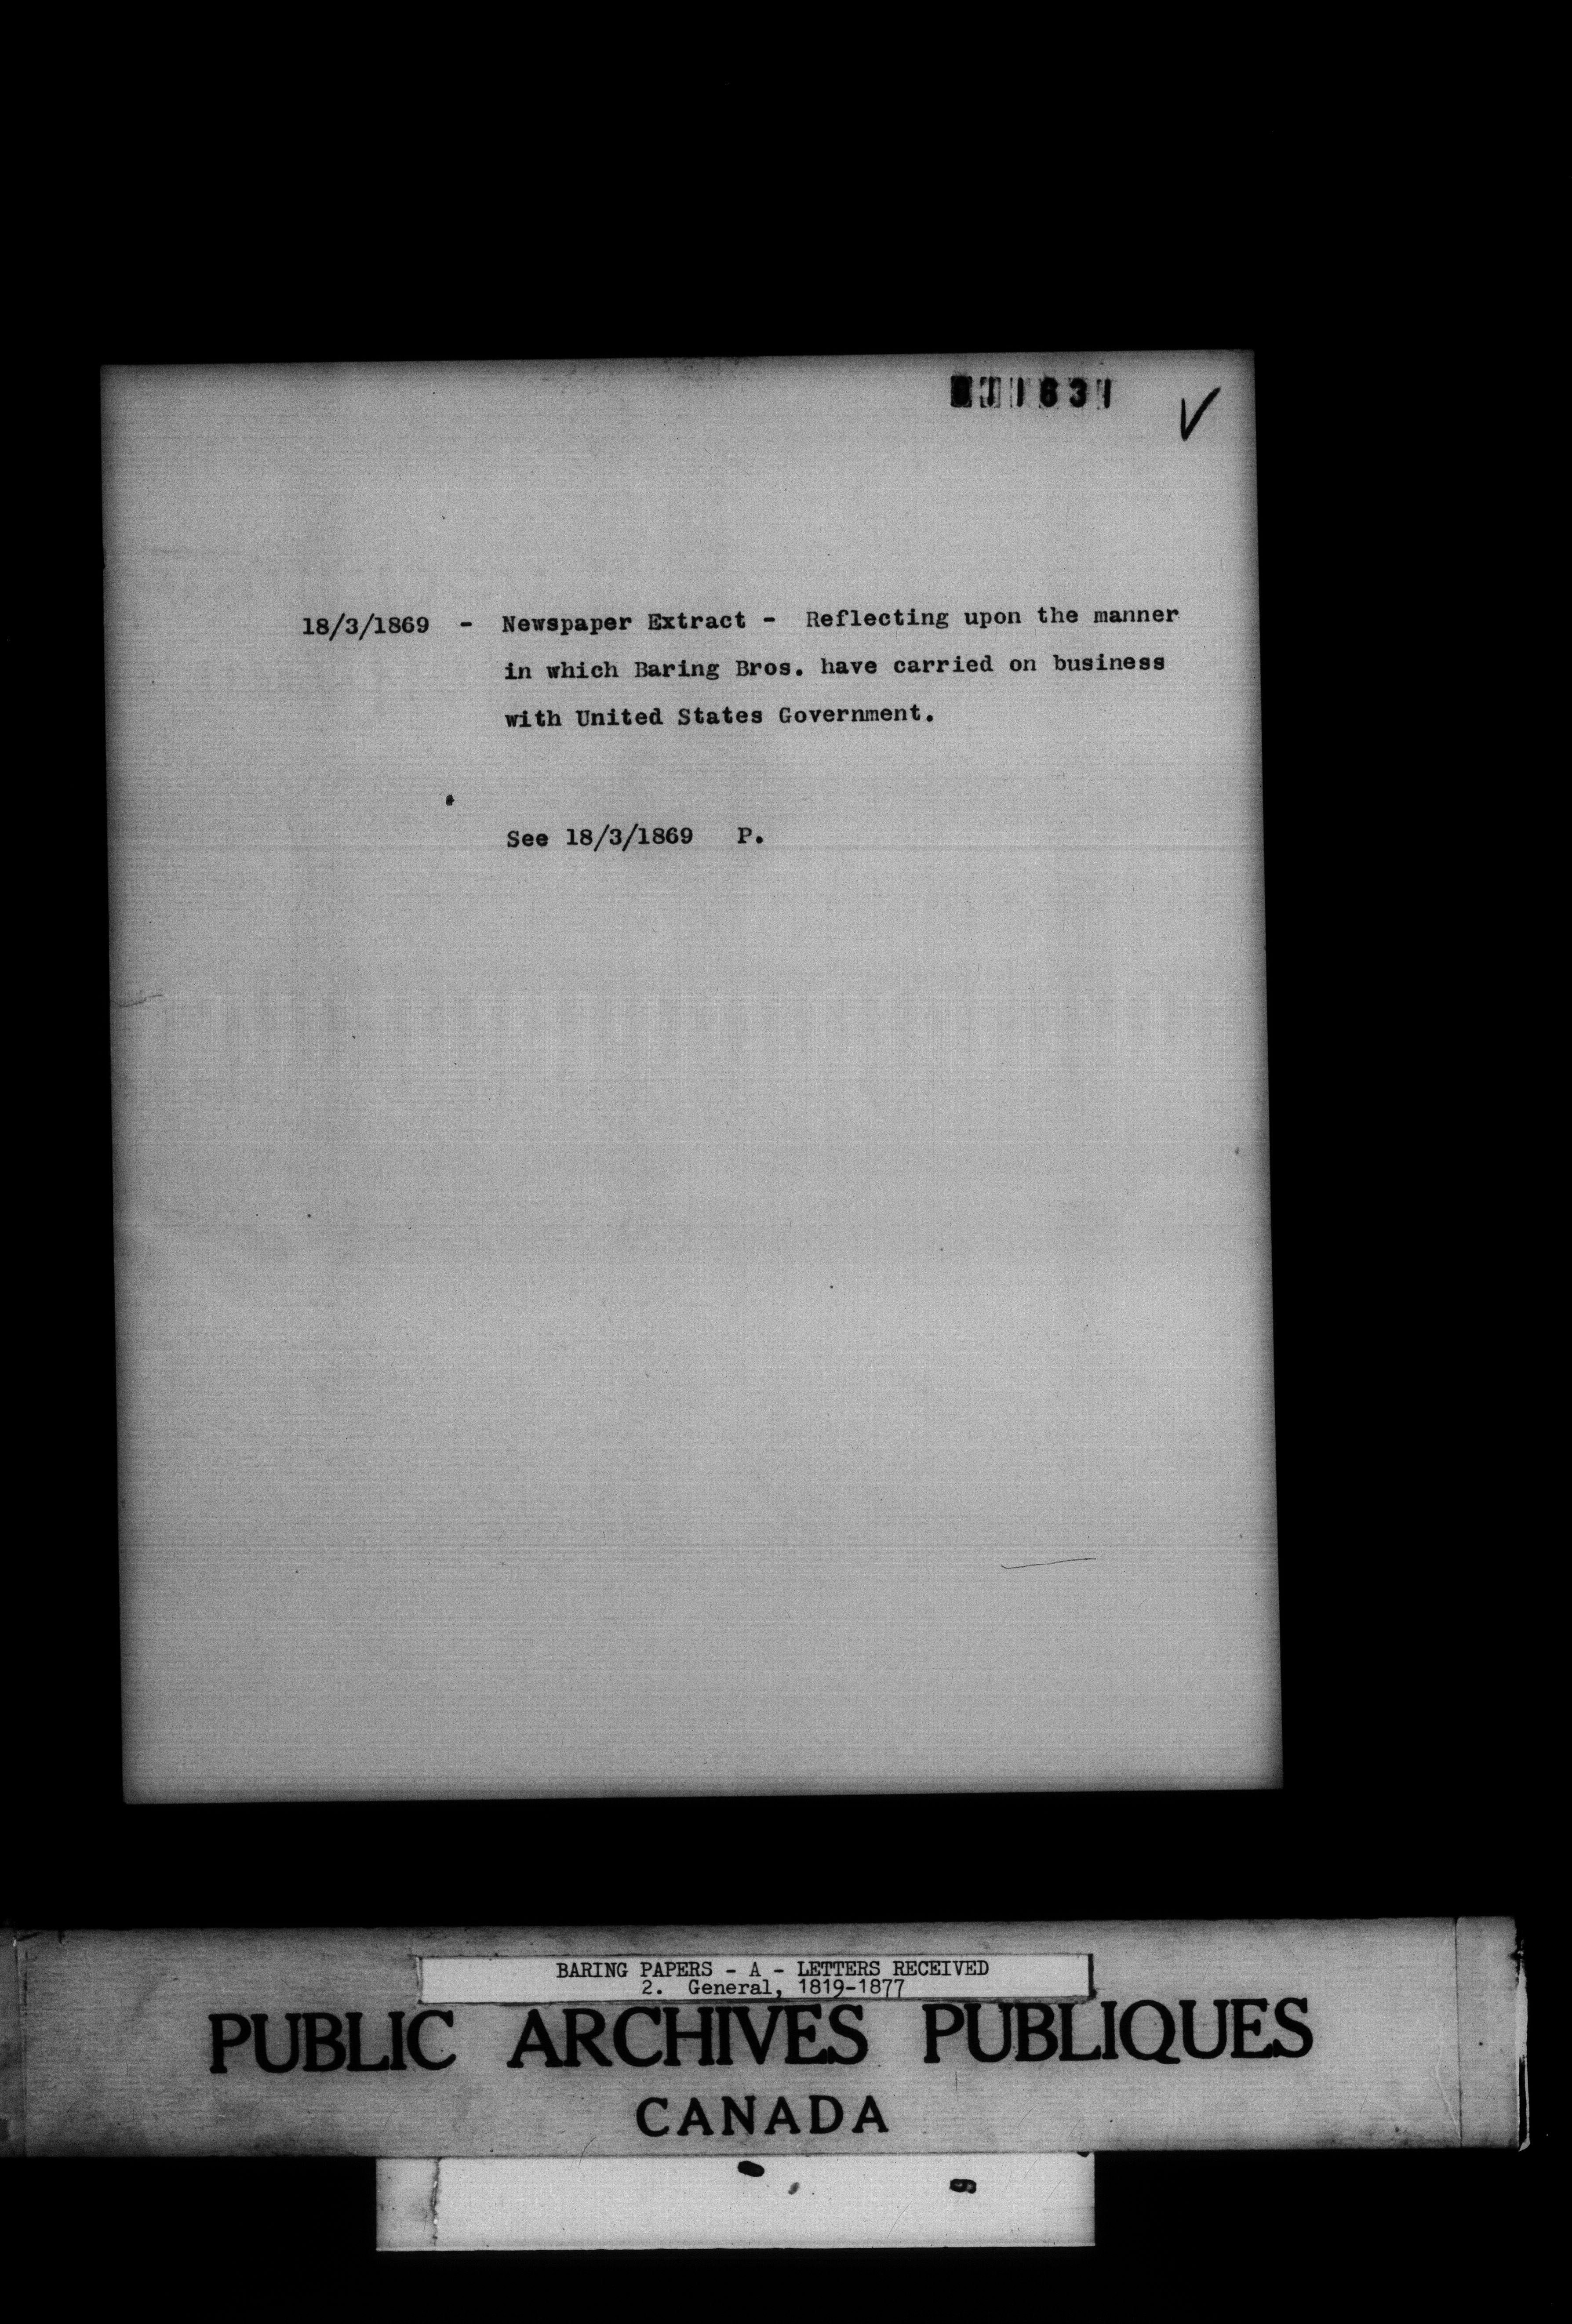 1631
18/3/1869 - Newspaper Extract - Reflecting upon the manner
in which Baring Bros. have carried on business
with United States Government.
See 18/3/1869 P.
BARING PAPERS - A - LETTERS RECEIVED
2. General, 1819-1877
PUBLIC ARCHIVES PUBLIQUES
CANADA